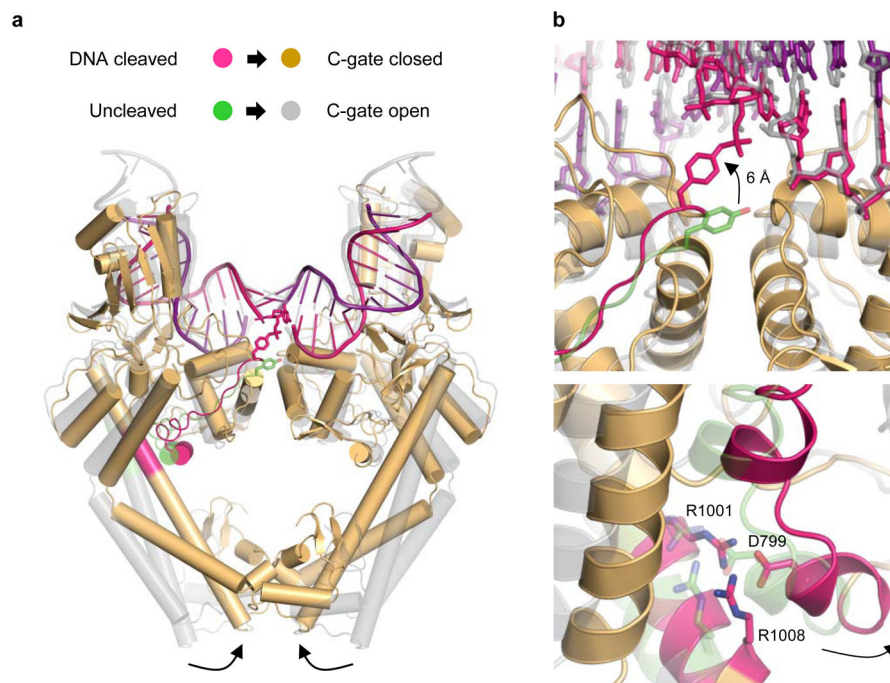 a
DNA cleaved
C-gate closed
Uncleaved
C-gate open
b
6 Å
R1001
D799
R1008